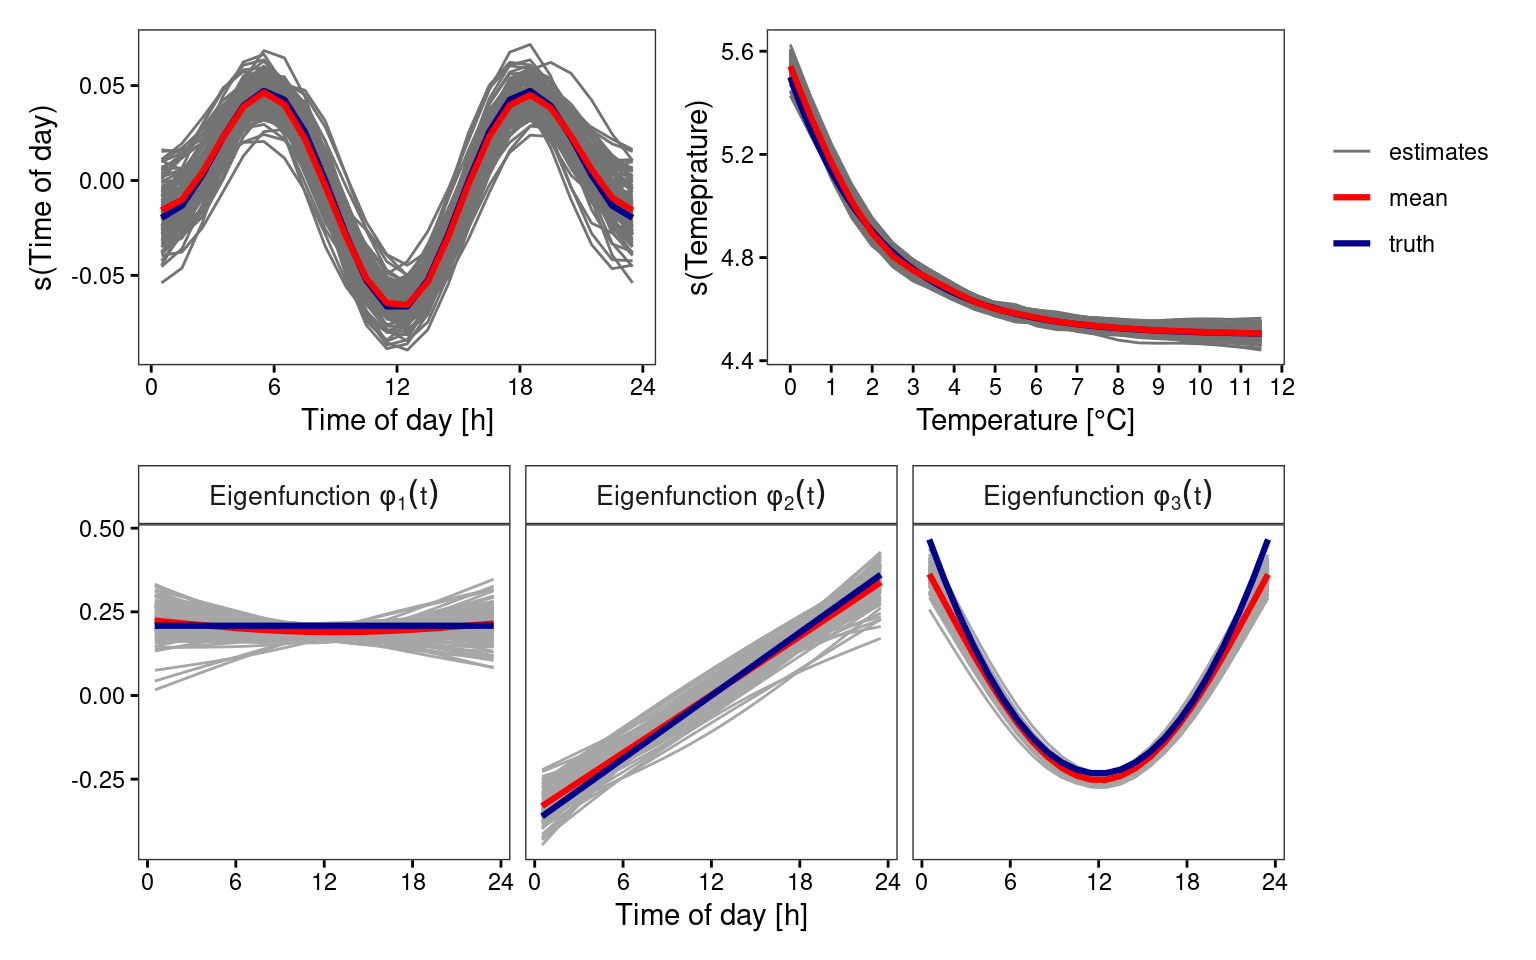 s(Time of day)
0.05
0.00
-0.05
0 6 12 18 24
Time of day [h]
s(Temeprature)
5.6
5.2
4.8
4.4
0 1 2 3 4 5 6 7 8 9 10 11 12
Temperature [°C]
estimates
mean
truth
Eigenfunction φ₁(t)
Eigenfunction φ₂(t)
Eigenfunction φ₃(t)
0.50
0.25
0.00
-0.25
0 6 12 18 24
0 6 12 18 24
0 6 12 18 24
Time of day [h]